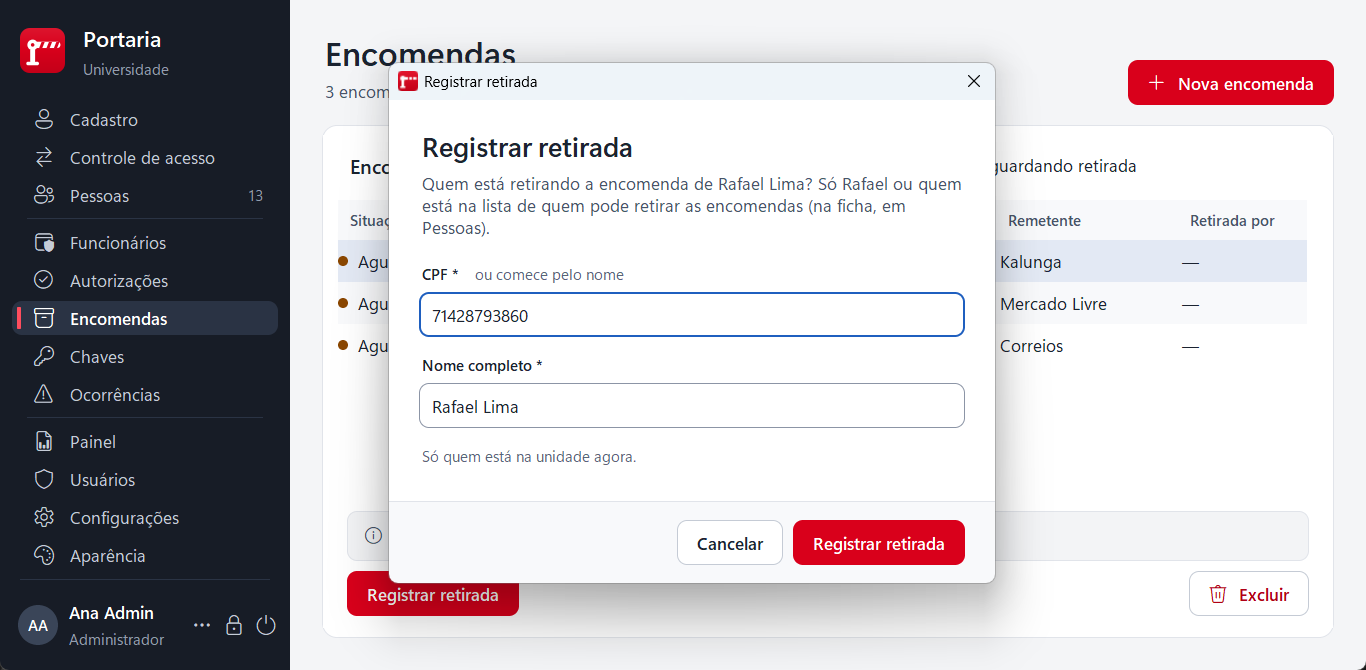 Portaria
Universidade
Cadastro
Controle de acesso
Pessoas 13
Funcionários
Autorizações
Encomendas
Chaves
Ocorrências
Painel
Usuários
Configurações
Aparência
AA
Ana Admin
Administrador
Encomendas
3 encom
Nova encomenda
Enco
guardando retirada
Situaç
Remetente
Retirada por
Agu
Kalunga
—
Agu
Mercado Livre
—
Agu
Correios
—
Registrar retirada
Excluir
Registrar retirada
Registrar retirada
Quem está retirando a encomenda de Rafael Lima? Só Rafael ou quem
está na lista de quem pode retirar as encomendas (na ficha, em
Pessoas).
CPF * ou comece pelo nome
71428793860
Nome completo *
Rafael Lima
Só quem está na unidade agora.
Cancelar
Registrar retirada